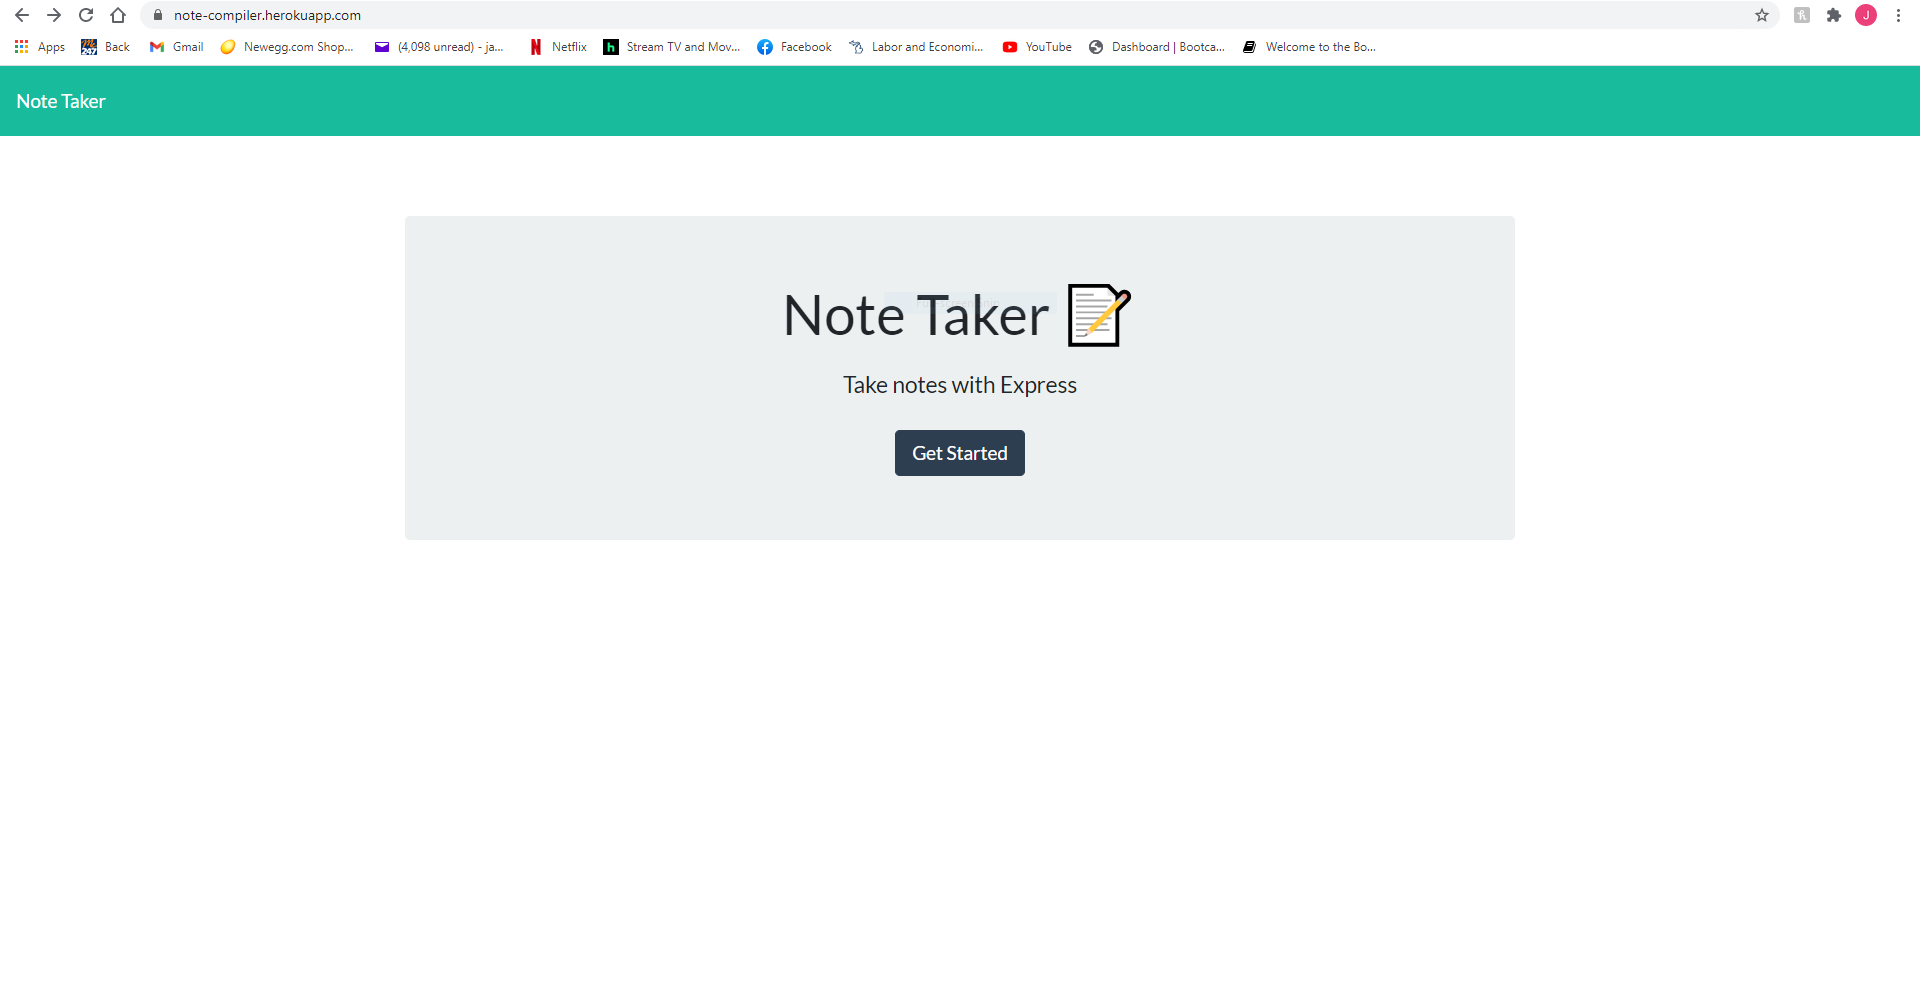 note-compiler.herokuapp.com
J
Apps Back Gmail Newegg.com Shop... (4,098 unread) - ja... Netflix Stream TV and Mov... Facebook Labor and Economi... YouTube Dashboard | Bootca... Welcome to the Bo...
Note Taker
Note Taker
Take notes with Express
Get Started